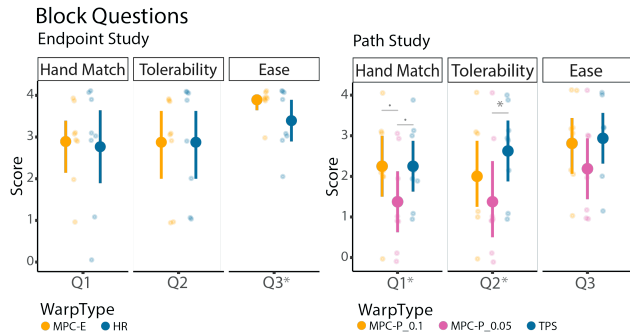 Block Questions
Endpoint Study
Hand Match Tolerability Ease
4
3
2
1
0
Score
Q1 Q2 Q3*
WarpType
MPC-E HR
Path Study
Hand Match Tolerability Ease
4
3
2
1
0
Score
. . *
Q1* Q2* Q3
WarpType
MPC-P_0.1 MPC-P_0.05 TPS